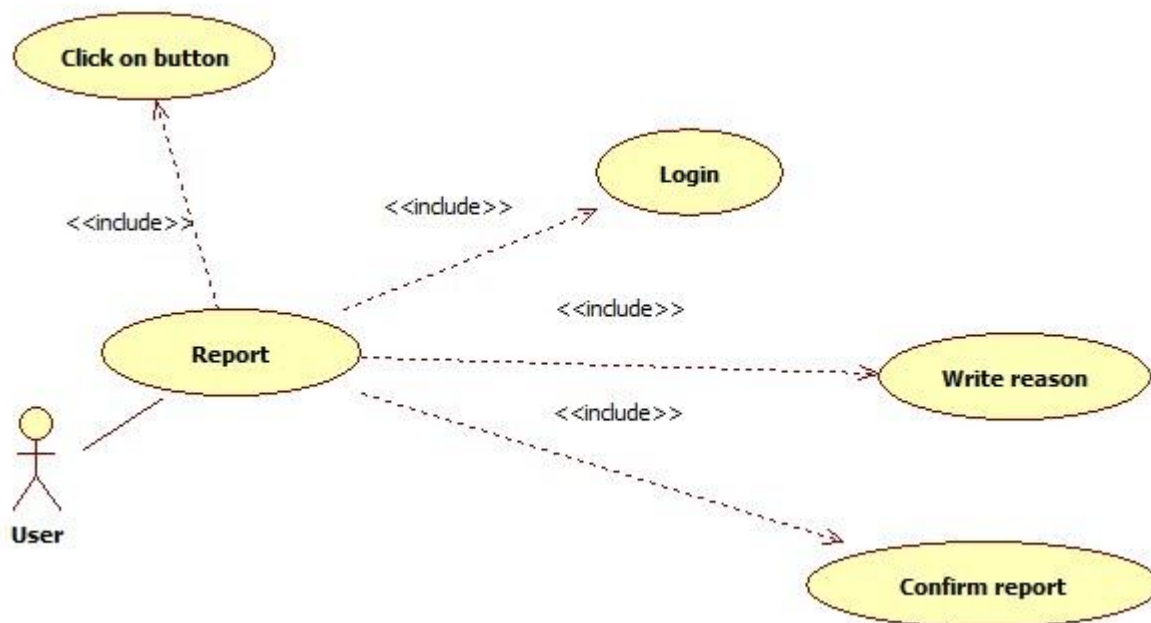 Click on button
Login
<<include>>
<<include>>
<<include>>
Report
Write reason
<<include>>
User
Confirm report